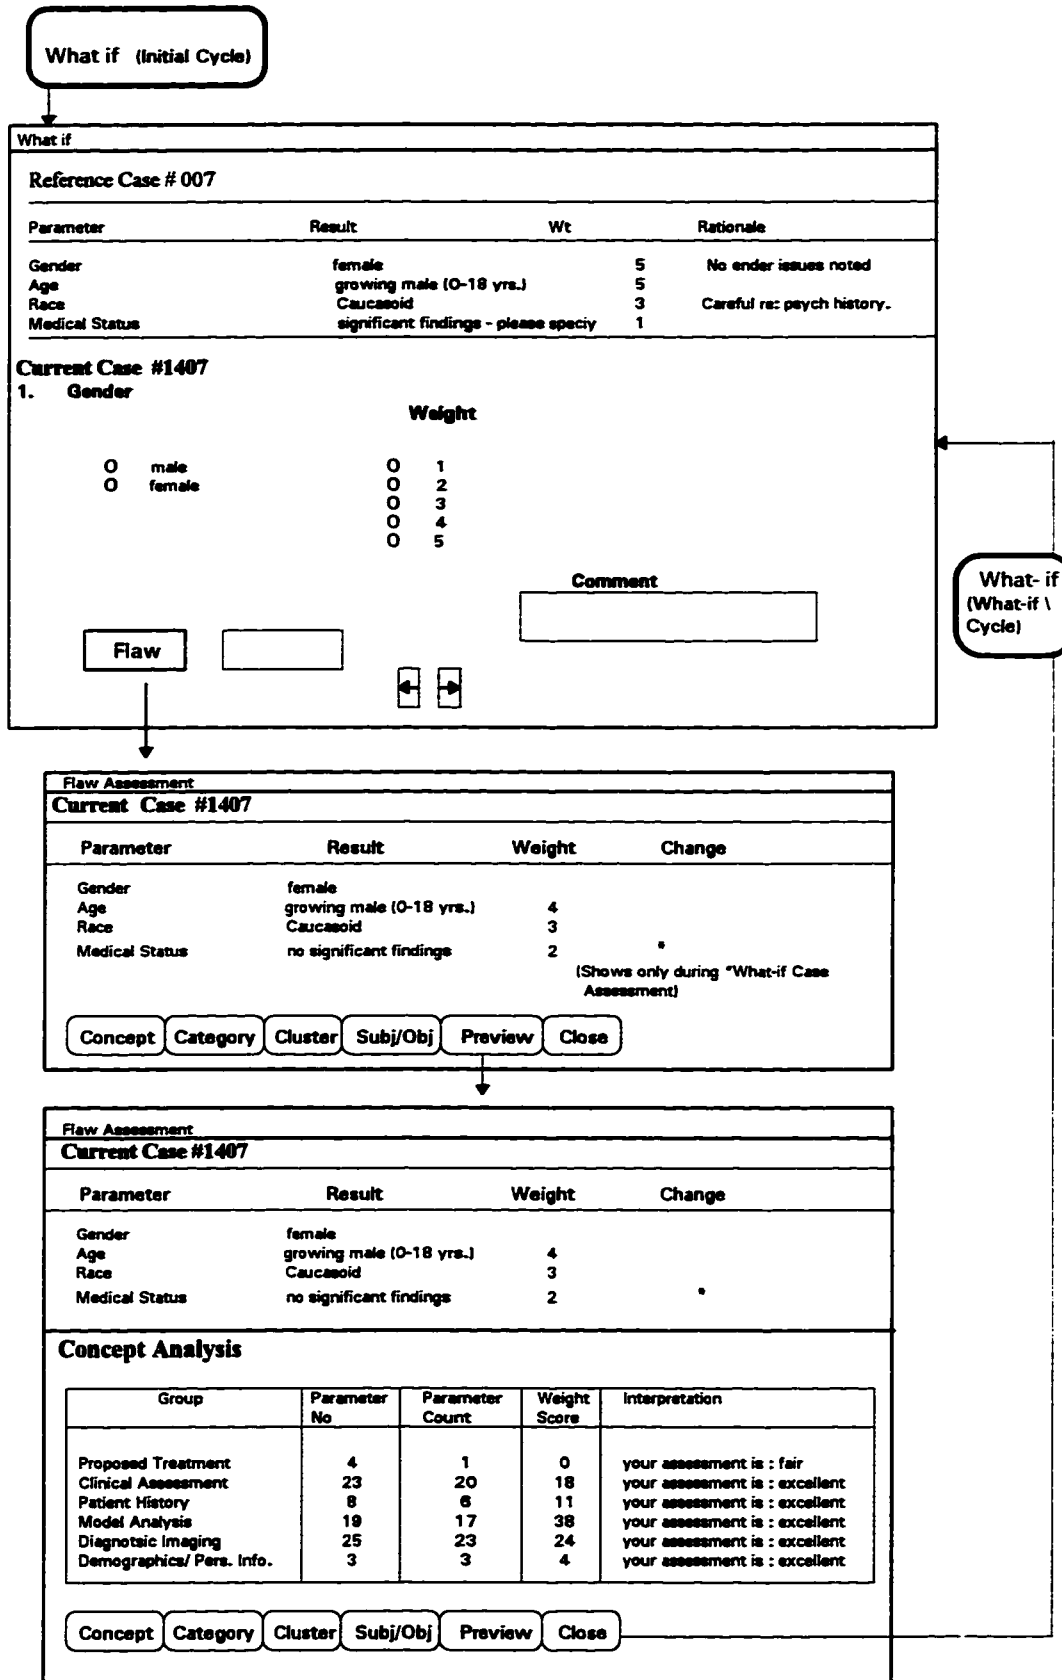 What if (Initial Cycle)
What if
Reference Case # 007
Parameter Result Wt Rationale
Gender female 5 No ender issues noted
Age growing male (0-18 yrs.) 5
Race Caucasoid 3 Careful re: psych history.
Medical Status significant findings - please speciy 1
Current Case #1407
1. Gender
Weight
O male O 1
O female O 2
O 3
O 4
O 5
Comment
Flaw
What- if
(What-if \
Cycle)
Flaw Assessment
Current Case #1407
Parameter Result Weight Change
Gender female
Age growing male (0-18 yrs.) 4
Race Caucasoid 3
Medical Status no significant findings 2 *
(Shows only during "What-if Case
Assessment)
Concept Category Cluster Subj/Obj Preview Close
Flaw Assessment
Current Case #1407
Parameter Result Weight Change
Gender female
Age growing male (0-18 yrs.) 4
Race Caucasoid 3
Medical Status no significant findings 2 *
Concept Analysis
Group Parameter Parameter Weight Interpretation
No Count Score
Proposed Treatment 4 1 0 your assessment is : fair
Clinical Assessment 23 20 18 your assessment is : excellent
Patient History 8 6 11 your assessment is : excellent
Model Analysis 19 17 38 your assessment is : excellent
Diagnotsic Imaging 25 23 24 your assessment is : excellent
Demographics/ Pers. Info. 3 3 4 your assessment is : excellent
Concept Category Cluster Subj/Obj Preview Close